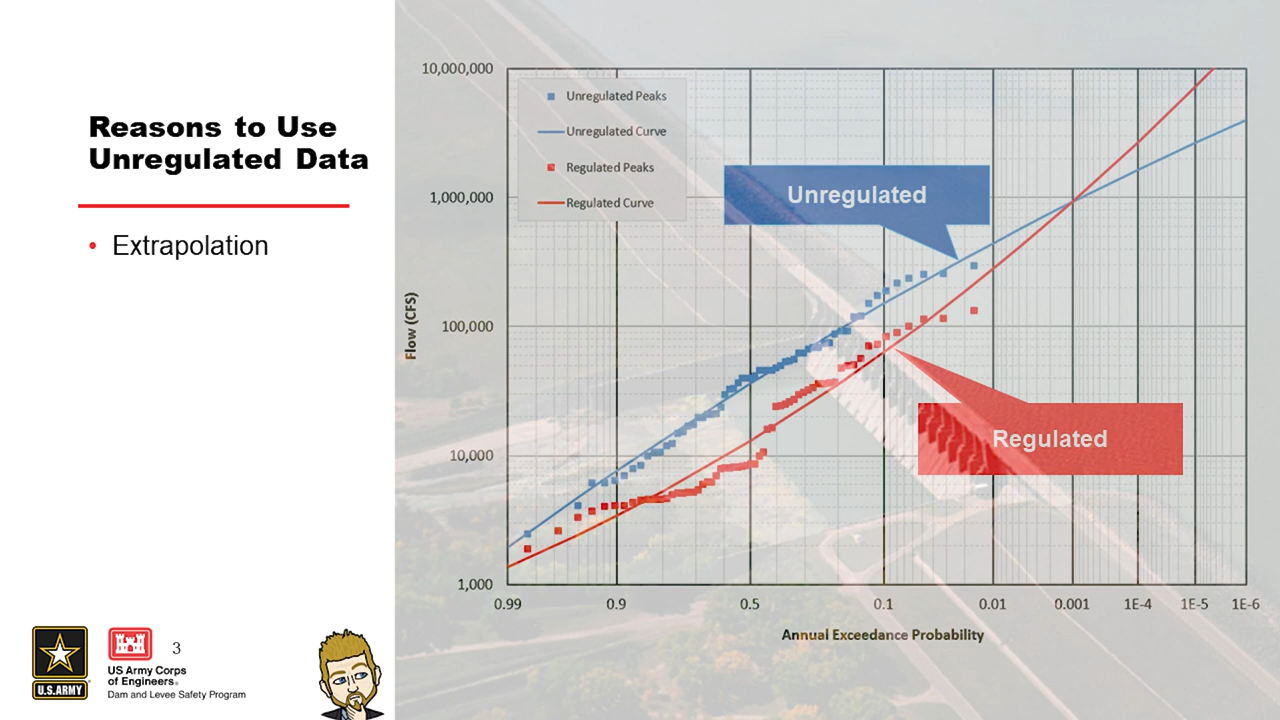 Reasons to Use
Unregulated Data
• Extrapolation
10,000,000
1,000,000
100,000
10,000
1,000
Flow (CFS)
Unregulated Peaks
Unregulated Curve
Regulated Peaks
Regulated Curve
Unregulated
Regulated
0.99 0.9 0.5 0.1 0.01 0.001 1E-4 1E-5 1E-6
Annual Exceedance Probability
U.S.ARMY
US Army Corps
of Engineers®
Dam and Levee Safety Program
3